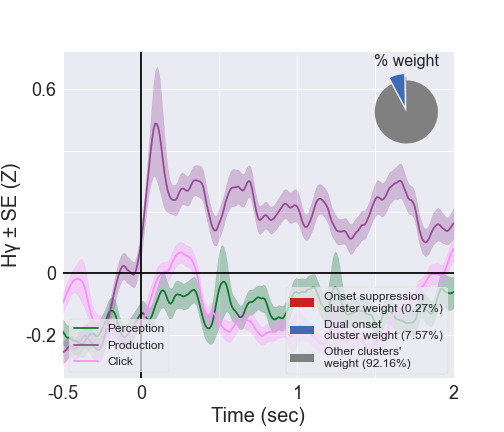 % weight
Hγ ± SE (Z)
0.6
0
-0.2
Perception
Production
Click
Onset suppression
cluster weight (0.27%)
Dual onset
cluster weight (7.57%)
Other clusters'
weight (92.16%)
-0.5
0
1
2
Time (sec)